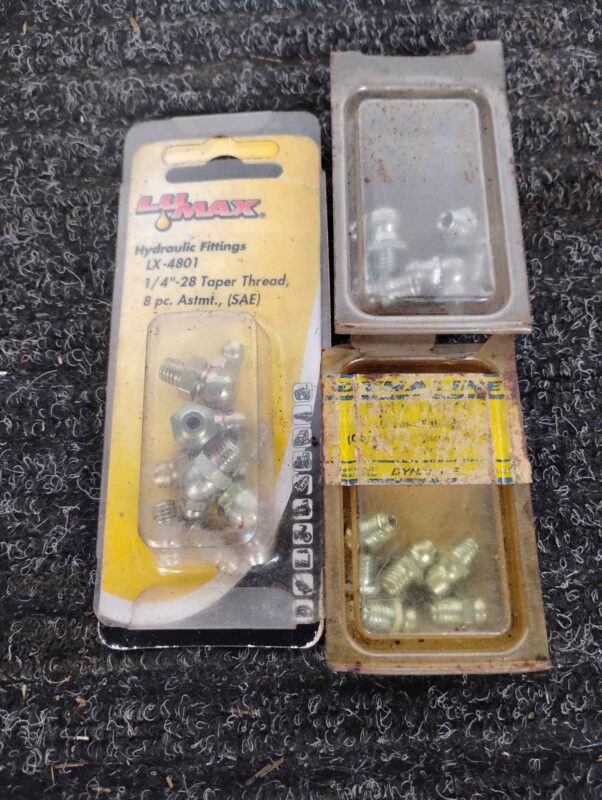 LUMAX
Hydraulic Fittings
LX-4801
1/4"-28 Taper Thread,
8 pc. Astmt., (SAE)
DYNA LINE